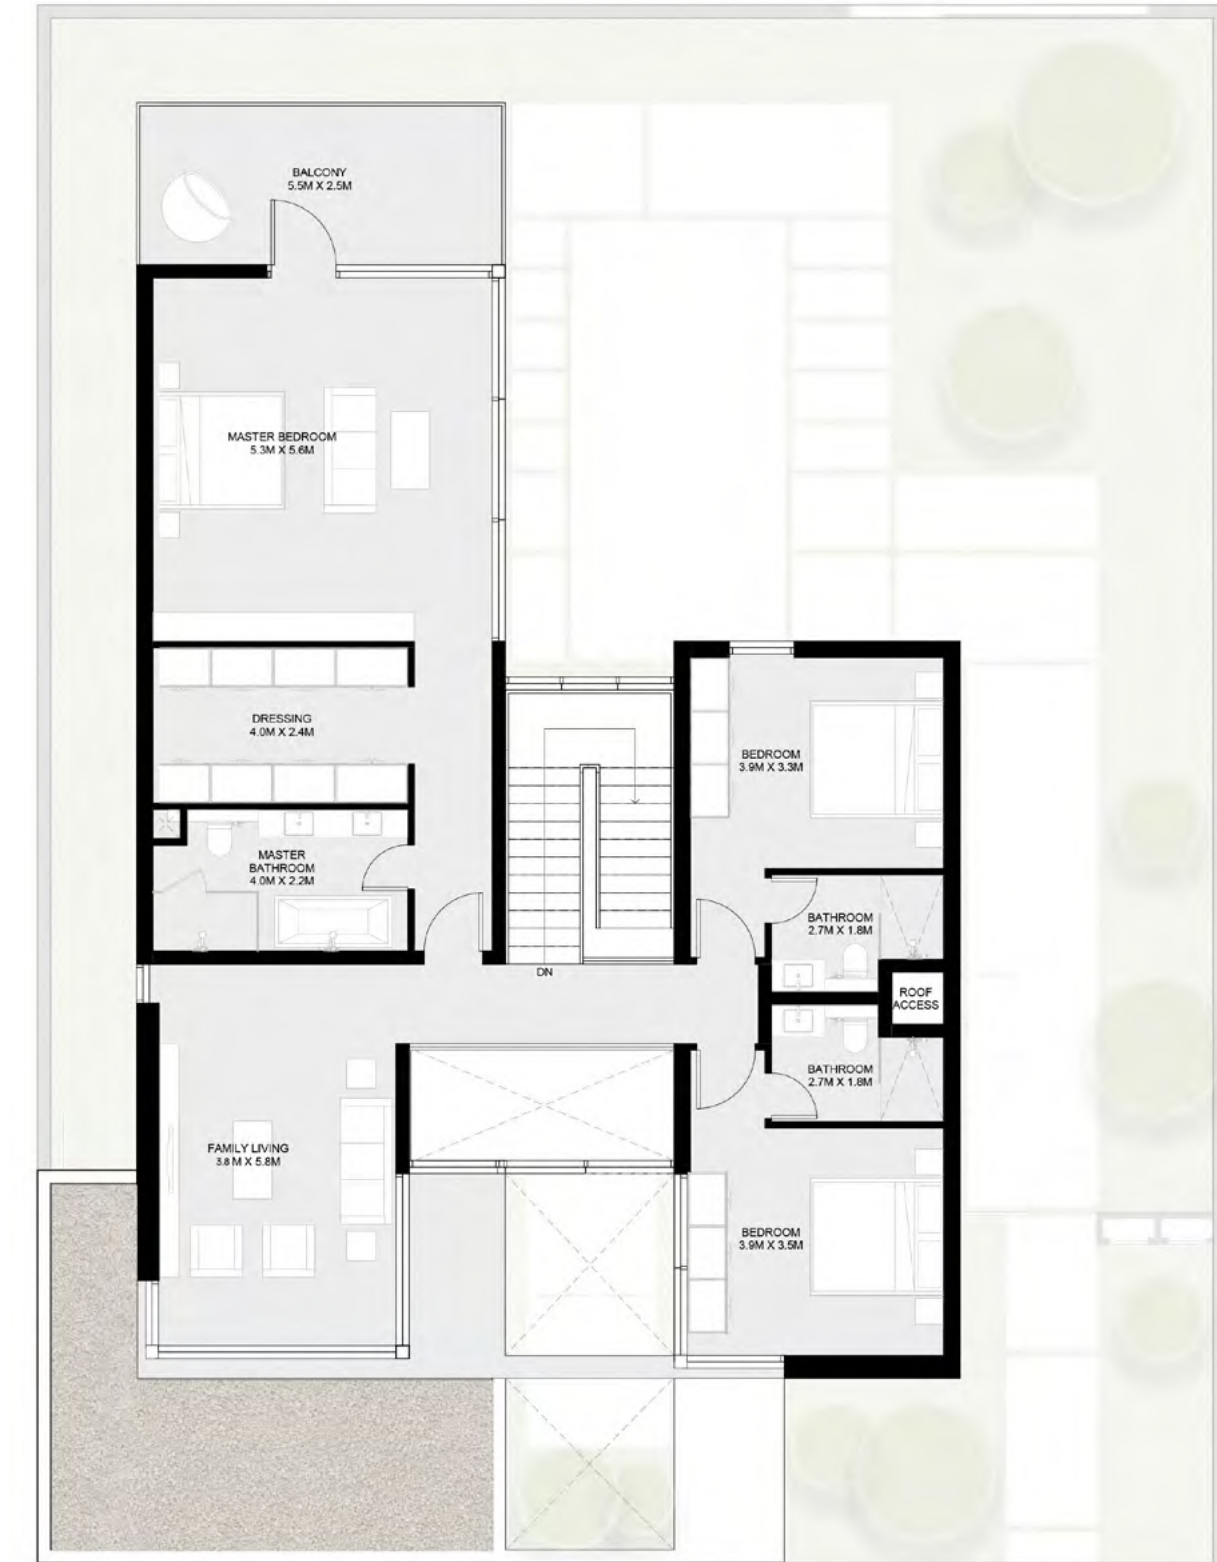 BALCONY
5.5M X 2.5M
MASTER BEDROOM
5.3M X 5.6M
DRESSING
4.0M X 2.4M
MASTER
BATHROOM
4.0M X 2.2M
BEDROOM
3.9M X 3.3M
BATHROOM
2.7M X 1.8M
DN
ROOF
ACCESS
BATHROOM
2.7M X 1.8M
FAMILY LIVING
3.8 M X 5.8M
BEDROOM
3.9M X 3.5M